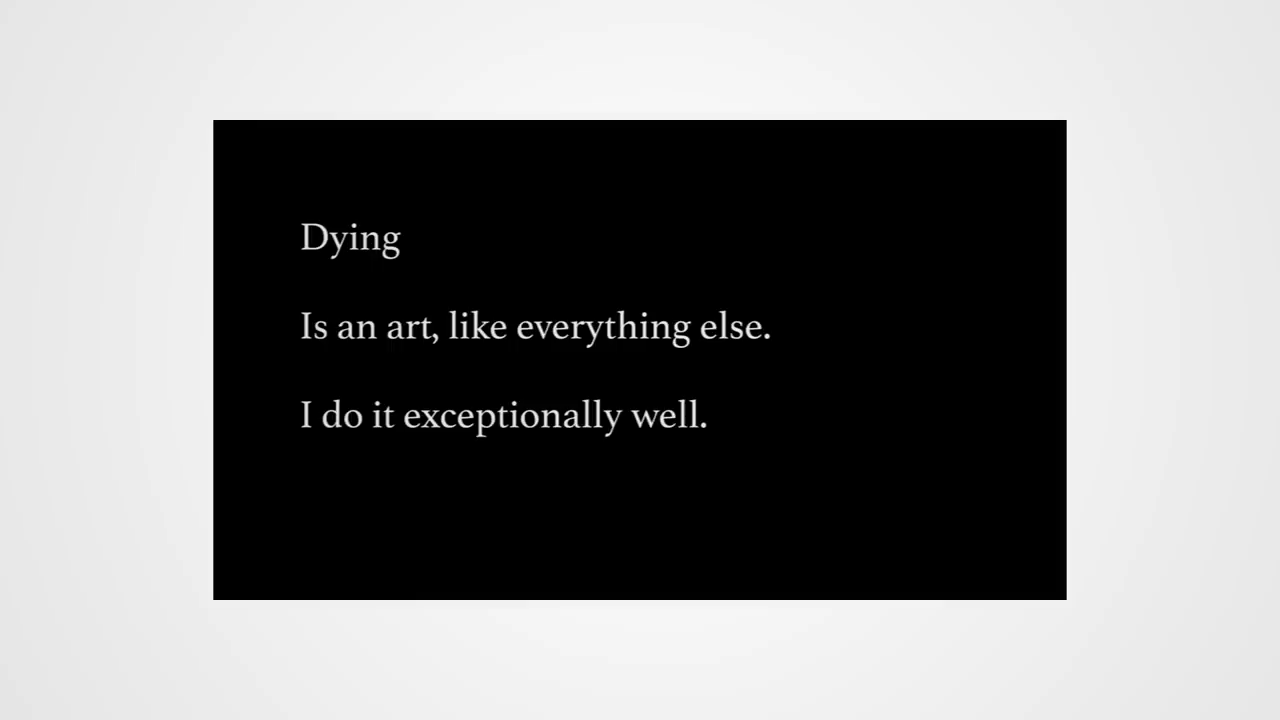 Dying
Is an art, like everything else.
I do it exceptionally well.